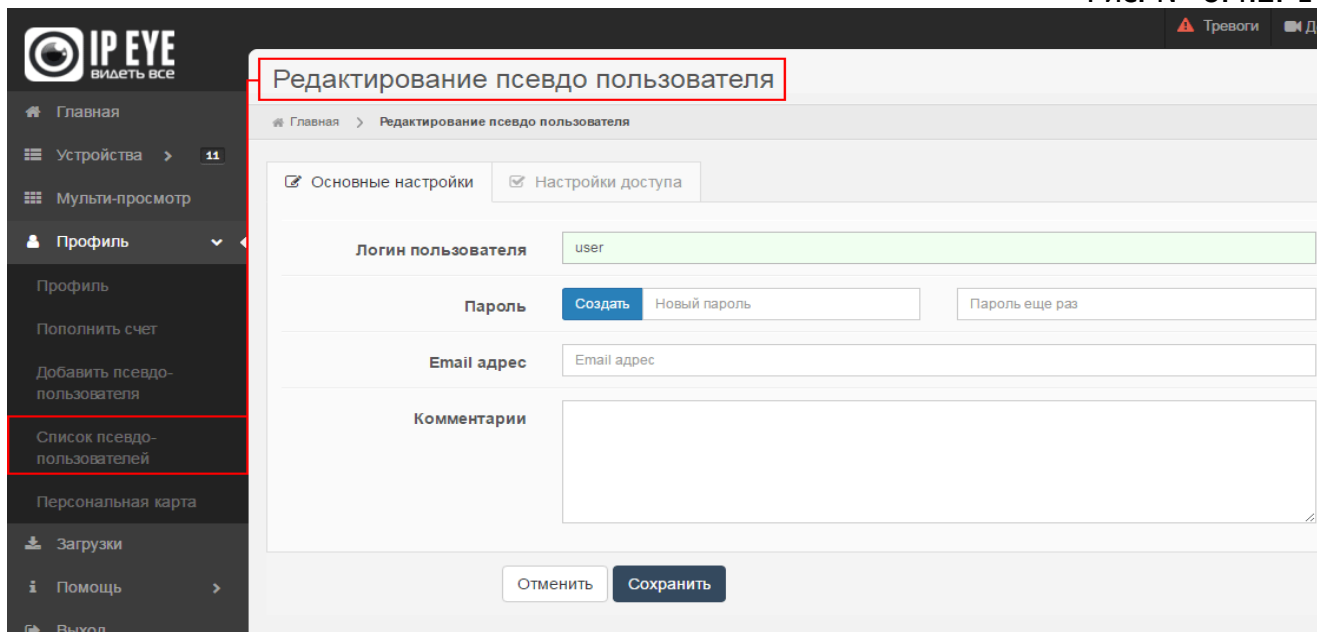 IP EYE
видеть все
Тревоги
Редактирование псевдо пользователя
Главная > Редактирование псевдо пользователя
Главная
Устройства > 11
Мульти-просмотр
Профиль
Профиль
Пополнить счет
Добавить псевдо-
пользователя
Список псевдо-
пользователей
Персональная карта
Загрузки
Помощь >
Выход
Основные настройки
Настройки доступа
Логин пользователя
user
Пароль
Создать
Новый пароль
Пароль еще раз
Email адрес
Email адрес
Комментарии
Отменить
Сохранить